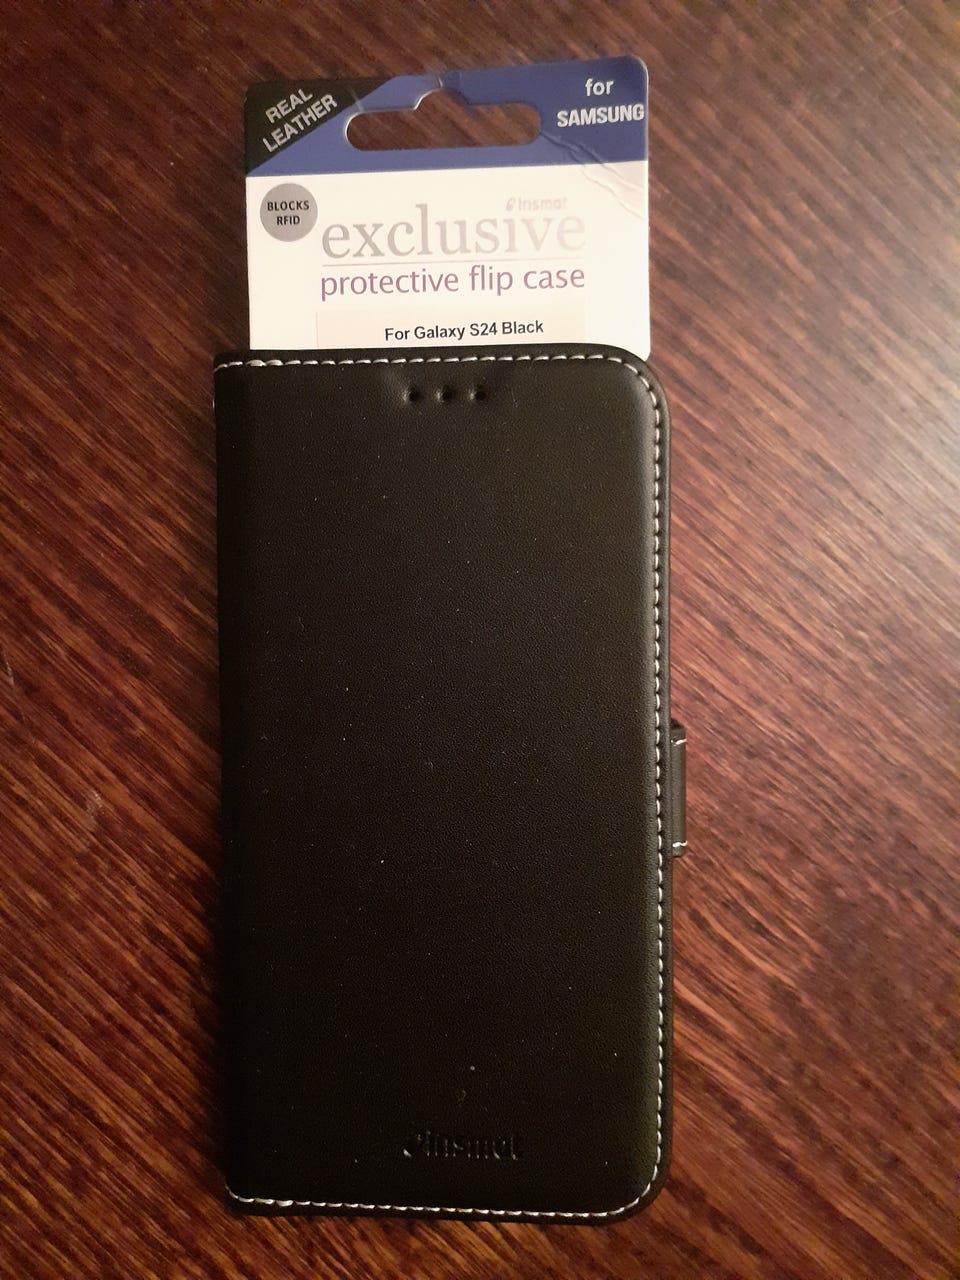 REAL
LEATHER
for
SAMSUNG
BLOCKS
RFID
insmat
exclusive
protective flip case
For Galaxy S24 Black
insmat